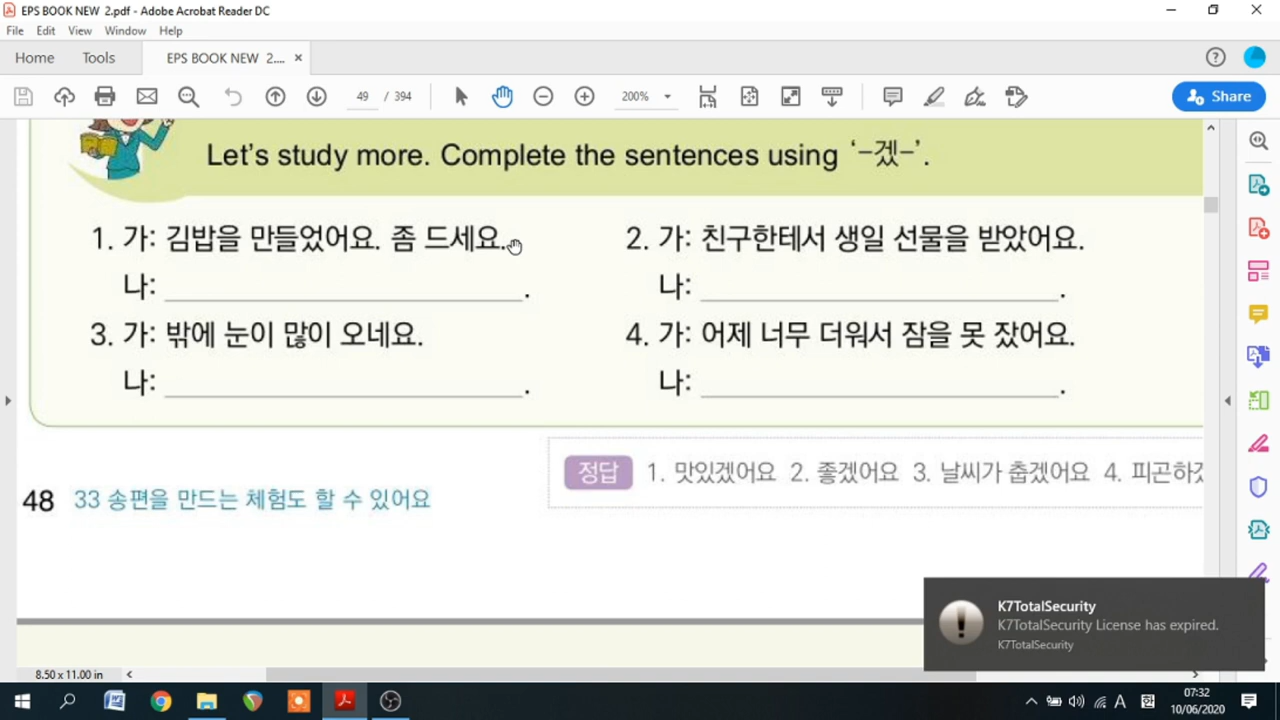 EPS BOOK NEW 2.pdf - Adobe Acrobat Reader DC
File Edit View Window Help
Home Tools EPS BOOK NEW 2.... ×
49 / 394 200% Share
Let's study more. Complete the sentences using '-겠-'.
1. 가: 김밥을 만들었어요. 좀 드세요.
나: .
2. 가: 친구한테서 생일 선물을 받았어요.
나: .
3. 가: 밖에 눈이 많이 오네요.
나: .
4. 가: 어제 너무 더워서 잠을 못 잤어요.
나: .
정답 1. 맛있겠어요 2. 좋겠어요 3. 날씨가 춥겠어요 4. 피곤하겠
48 33 송편을 만드는 체험도 할 수 있어요
K7TotalSecurity
K7TotalSecurity License has expired.
K7TotalSecurity
8.50 x 11.00 in
A 한 07:32
10/06/2020